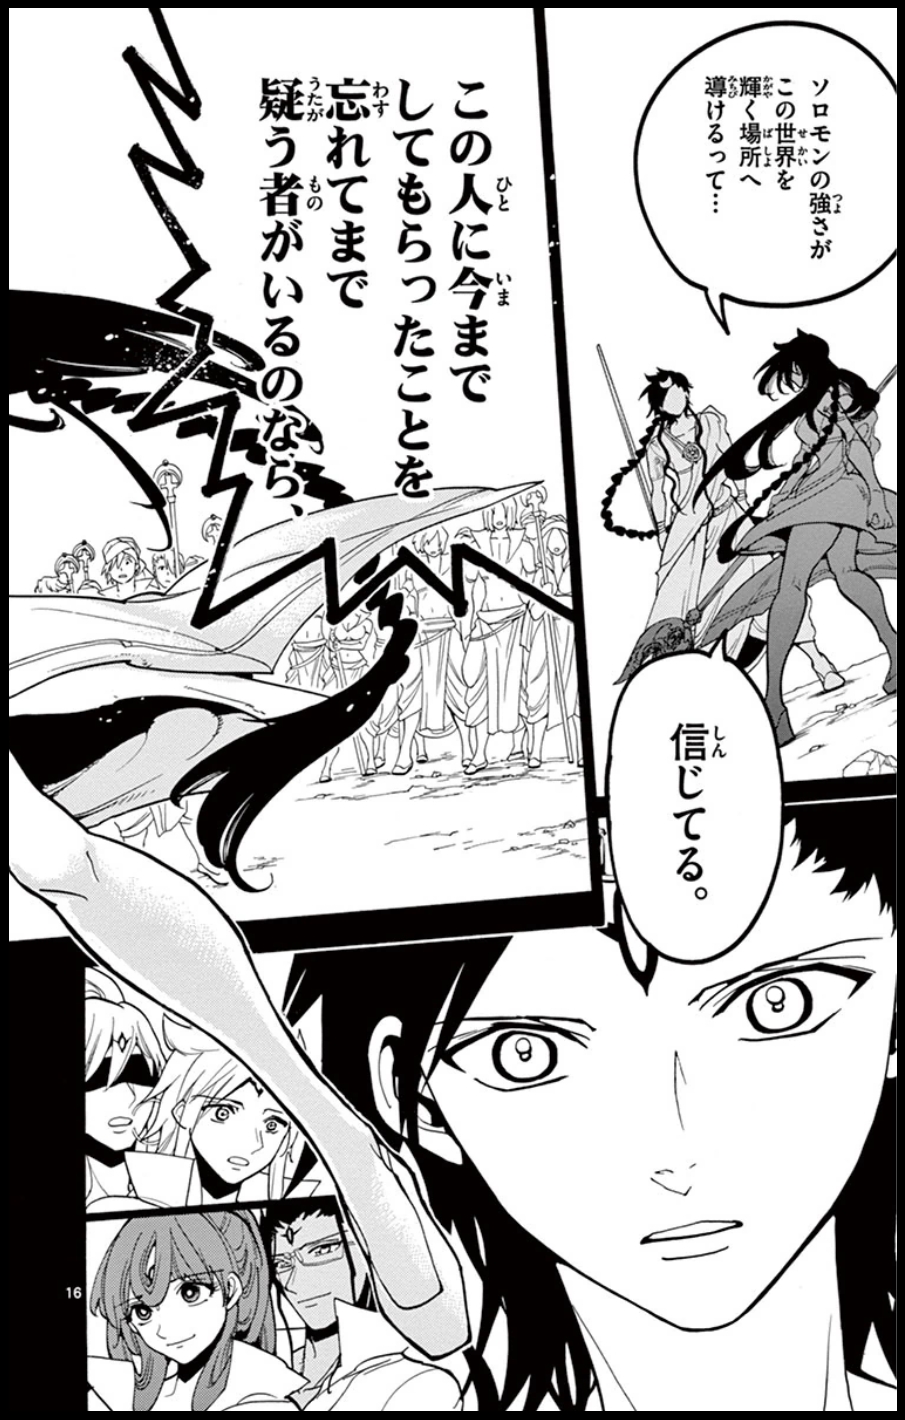 ソロモンの強さが
この世界を
輝く場所へ
導けるって…
信じてる。
この人に今まで
してもらったことを
忘れてまで
疑う者がいるのなら、
16